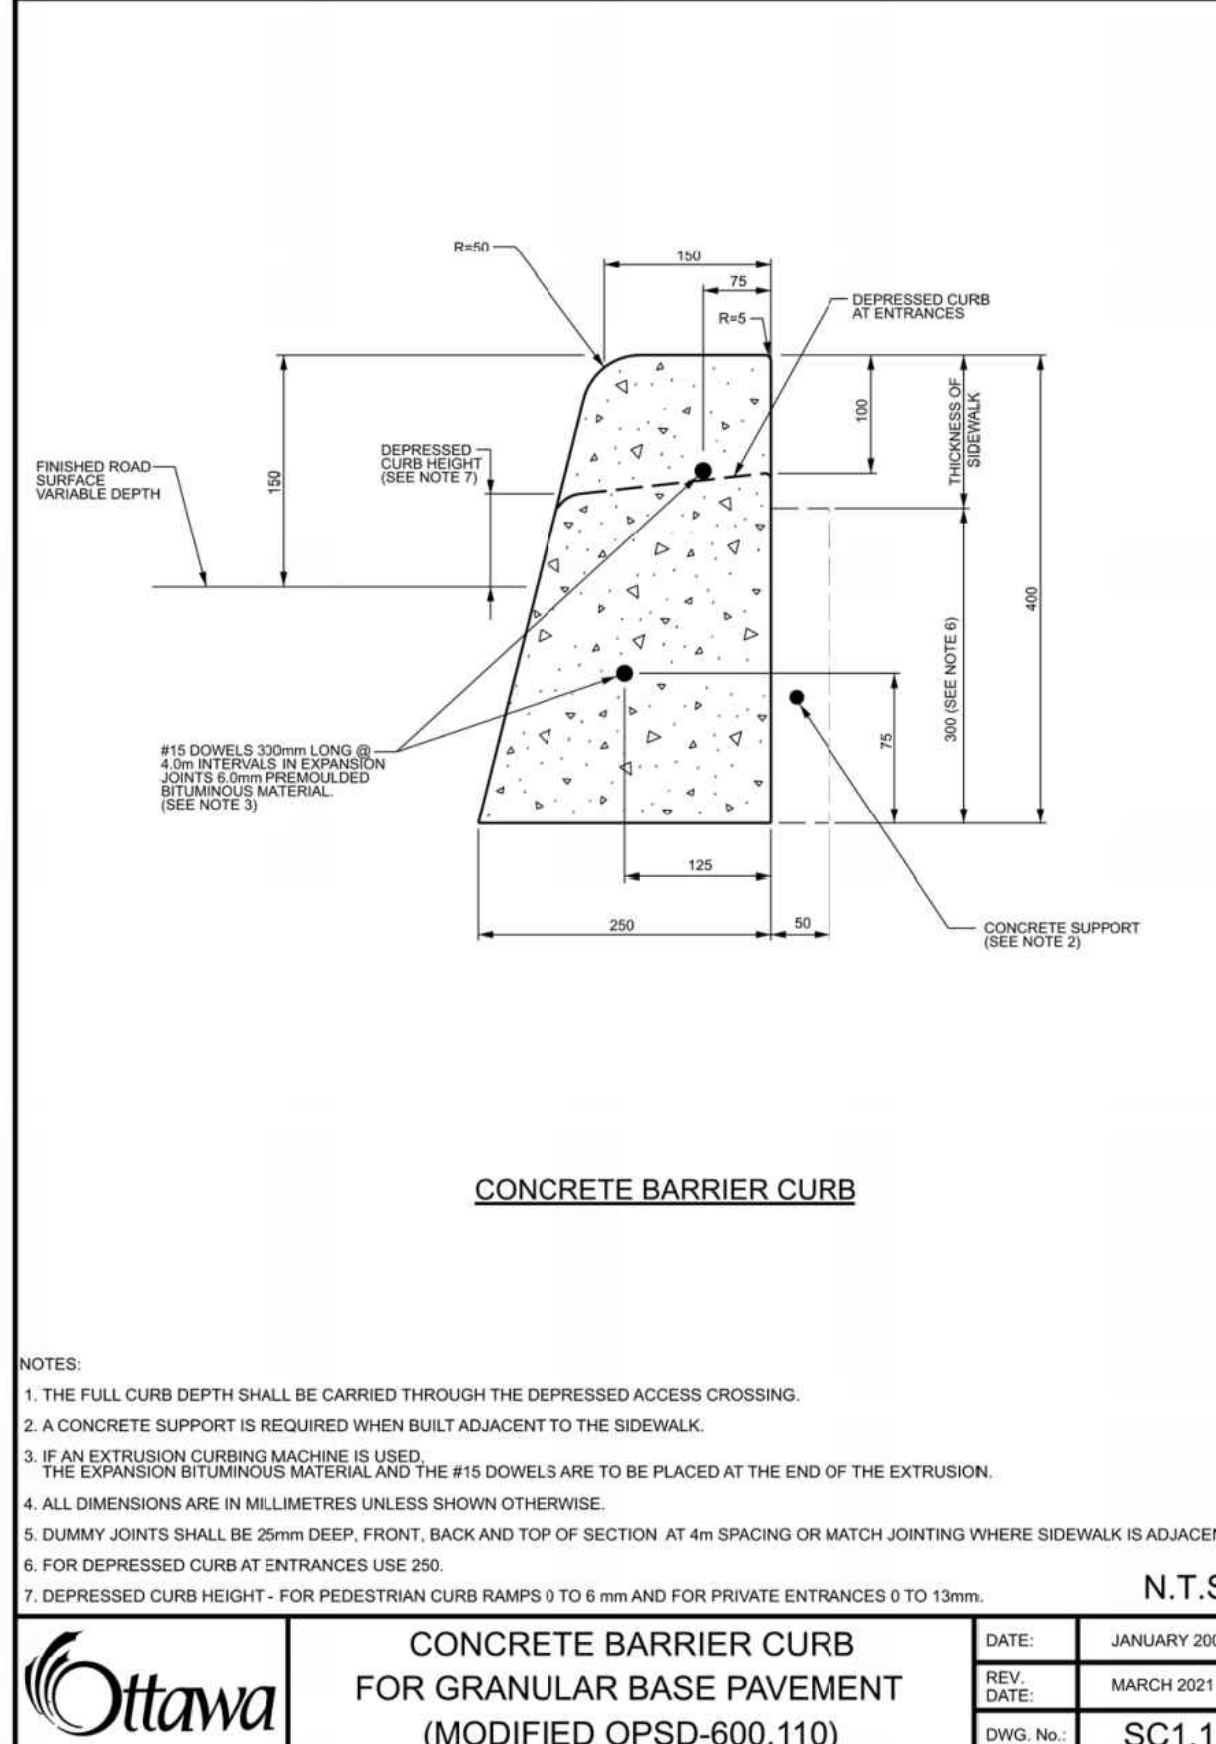 R=50
150
75
R=5
DEPRESSED CURB
AT ENTRANCES
100
THICKNESS OF
SIDEWALK
FINISHED ROAD
SURFACE
VARIABLE DEPTH
150
DEPRESSED
CURB HEIGHT
(SEE NOTE 7)
400
300 (SEE NOTE 6)
75
#15 DOWELS 300mm LONG @
4.0m INTERVALS IN EXPANSION
JOINTS 6.0mm PREMOULDED
BITUMINOUS MATERIAL.
(SEE NOTE 3)
125
250
50
CONCRETE SUPPORT
(SEE NOTE 2)
CONCRETE BARRIER CURB
NOTES:
1. THE FULL CURB DEPTH SHALL BE CARRIED THROUGH THE DEPRESSED ACCESS CROSSING.
2. A CONCRETE SUPPORT IS REQUIRED WHEN BUILT ADJACENT TO THE SIDEWALK.
3. IF AN EXTRUSION CURBING MACHINE IS USED,
THE EXPANSION BITUMINOUS MATERIAL AND THE #15 DOWELS ARE TO BE PLACED AT THE END OF THE EXTRUSION.
4. ALL DIMENSIONS ARE IN MILLIMETRES UNLESS SHOWN OTHERWISE.
5. DUMMY JOINTS SHALL BE 25mm DEEP, FRONT, BACK AND TOP OF SECTION AT 4m SPACING OR MATCH JOINTING WHERE SIDEWALK IS
6. FOR DEPRESSED CURB AT ENTRANCES USE 250.
7. DEPRESSED CURB HEIGHT - FOR PEDESTRIAN CURB RAMPS 0 TO 6 mm AND FOR PRIVATE ENTRANCES 0 TO 13mm.
Ottawa
CONCRETE BARRIER CURB
FOR GRANULAR BASE PAVEMENT
(MODIFIED OPSD-600.110)
DATE:
JANUARY
REV.
DATE:
MARCH 2021
DWG. No.:
SC1.1